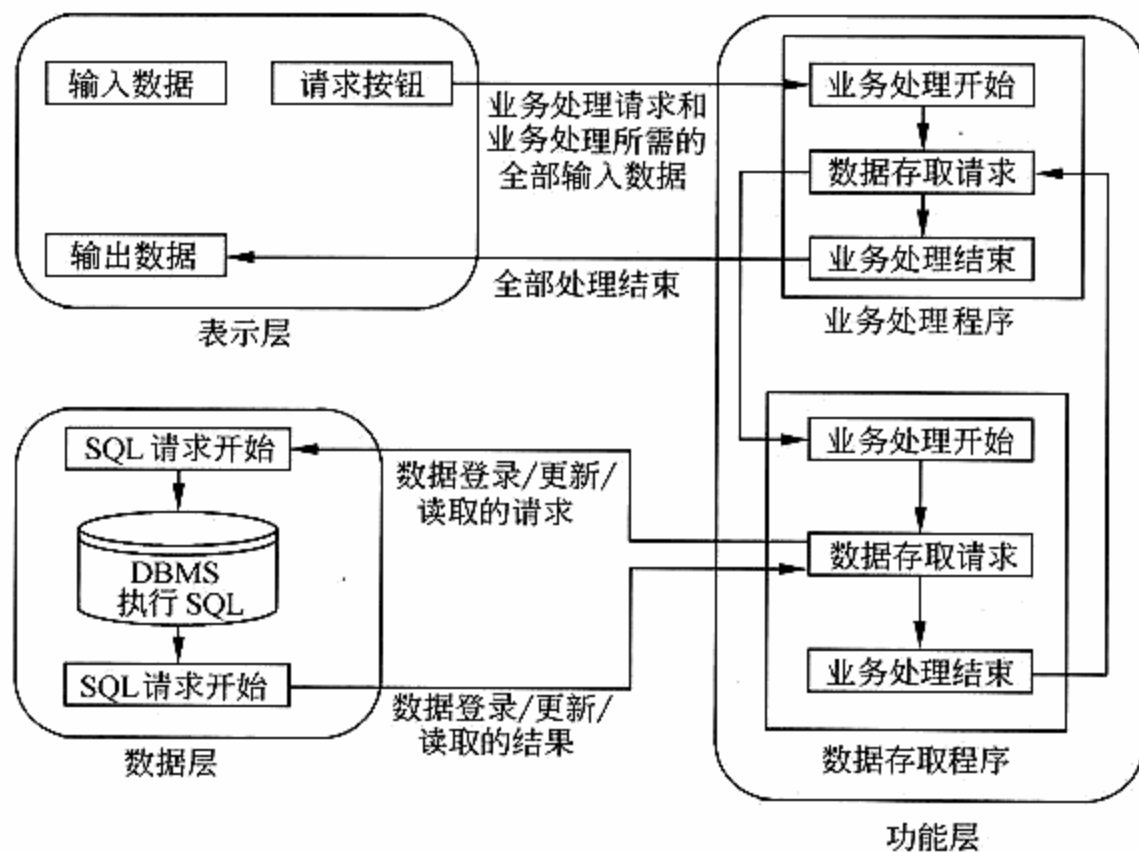 输入数据
请求按钮
业务处理请求和
业务处理所需的
全部输入数据
业务处理开始
数据存取请求
业务处理结束
输出数据
全部处理结束
表示层
业务处理程序
SQL 请求开始
DBMS
执行 SQL
SQL 请求开始
数据层
数据登录/更新/
读取的请求
数据登录/更新/
读取的结果
业务处理开始
数据存取请求
业务处理结束
数据存取程序
功能层